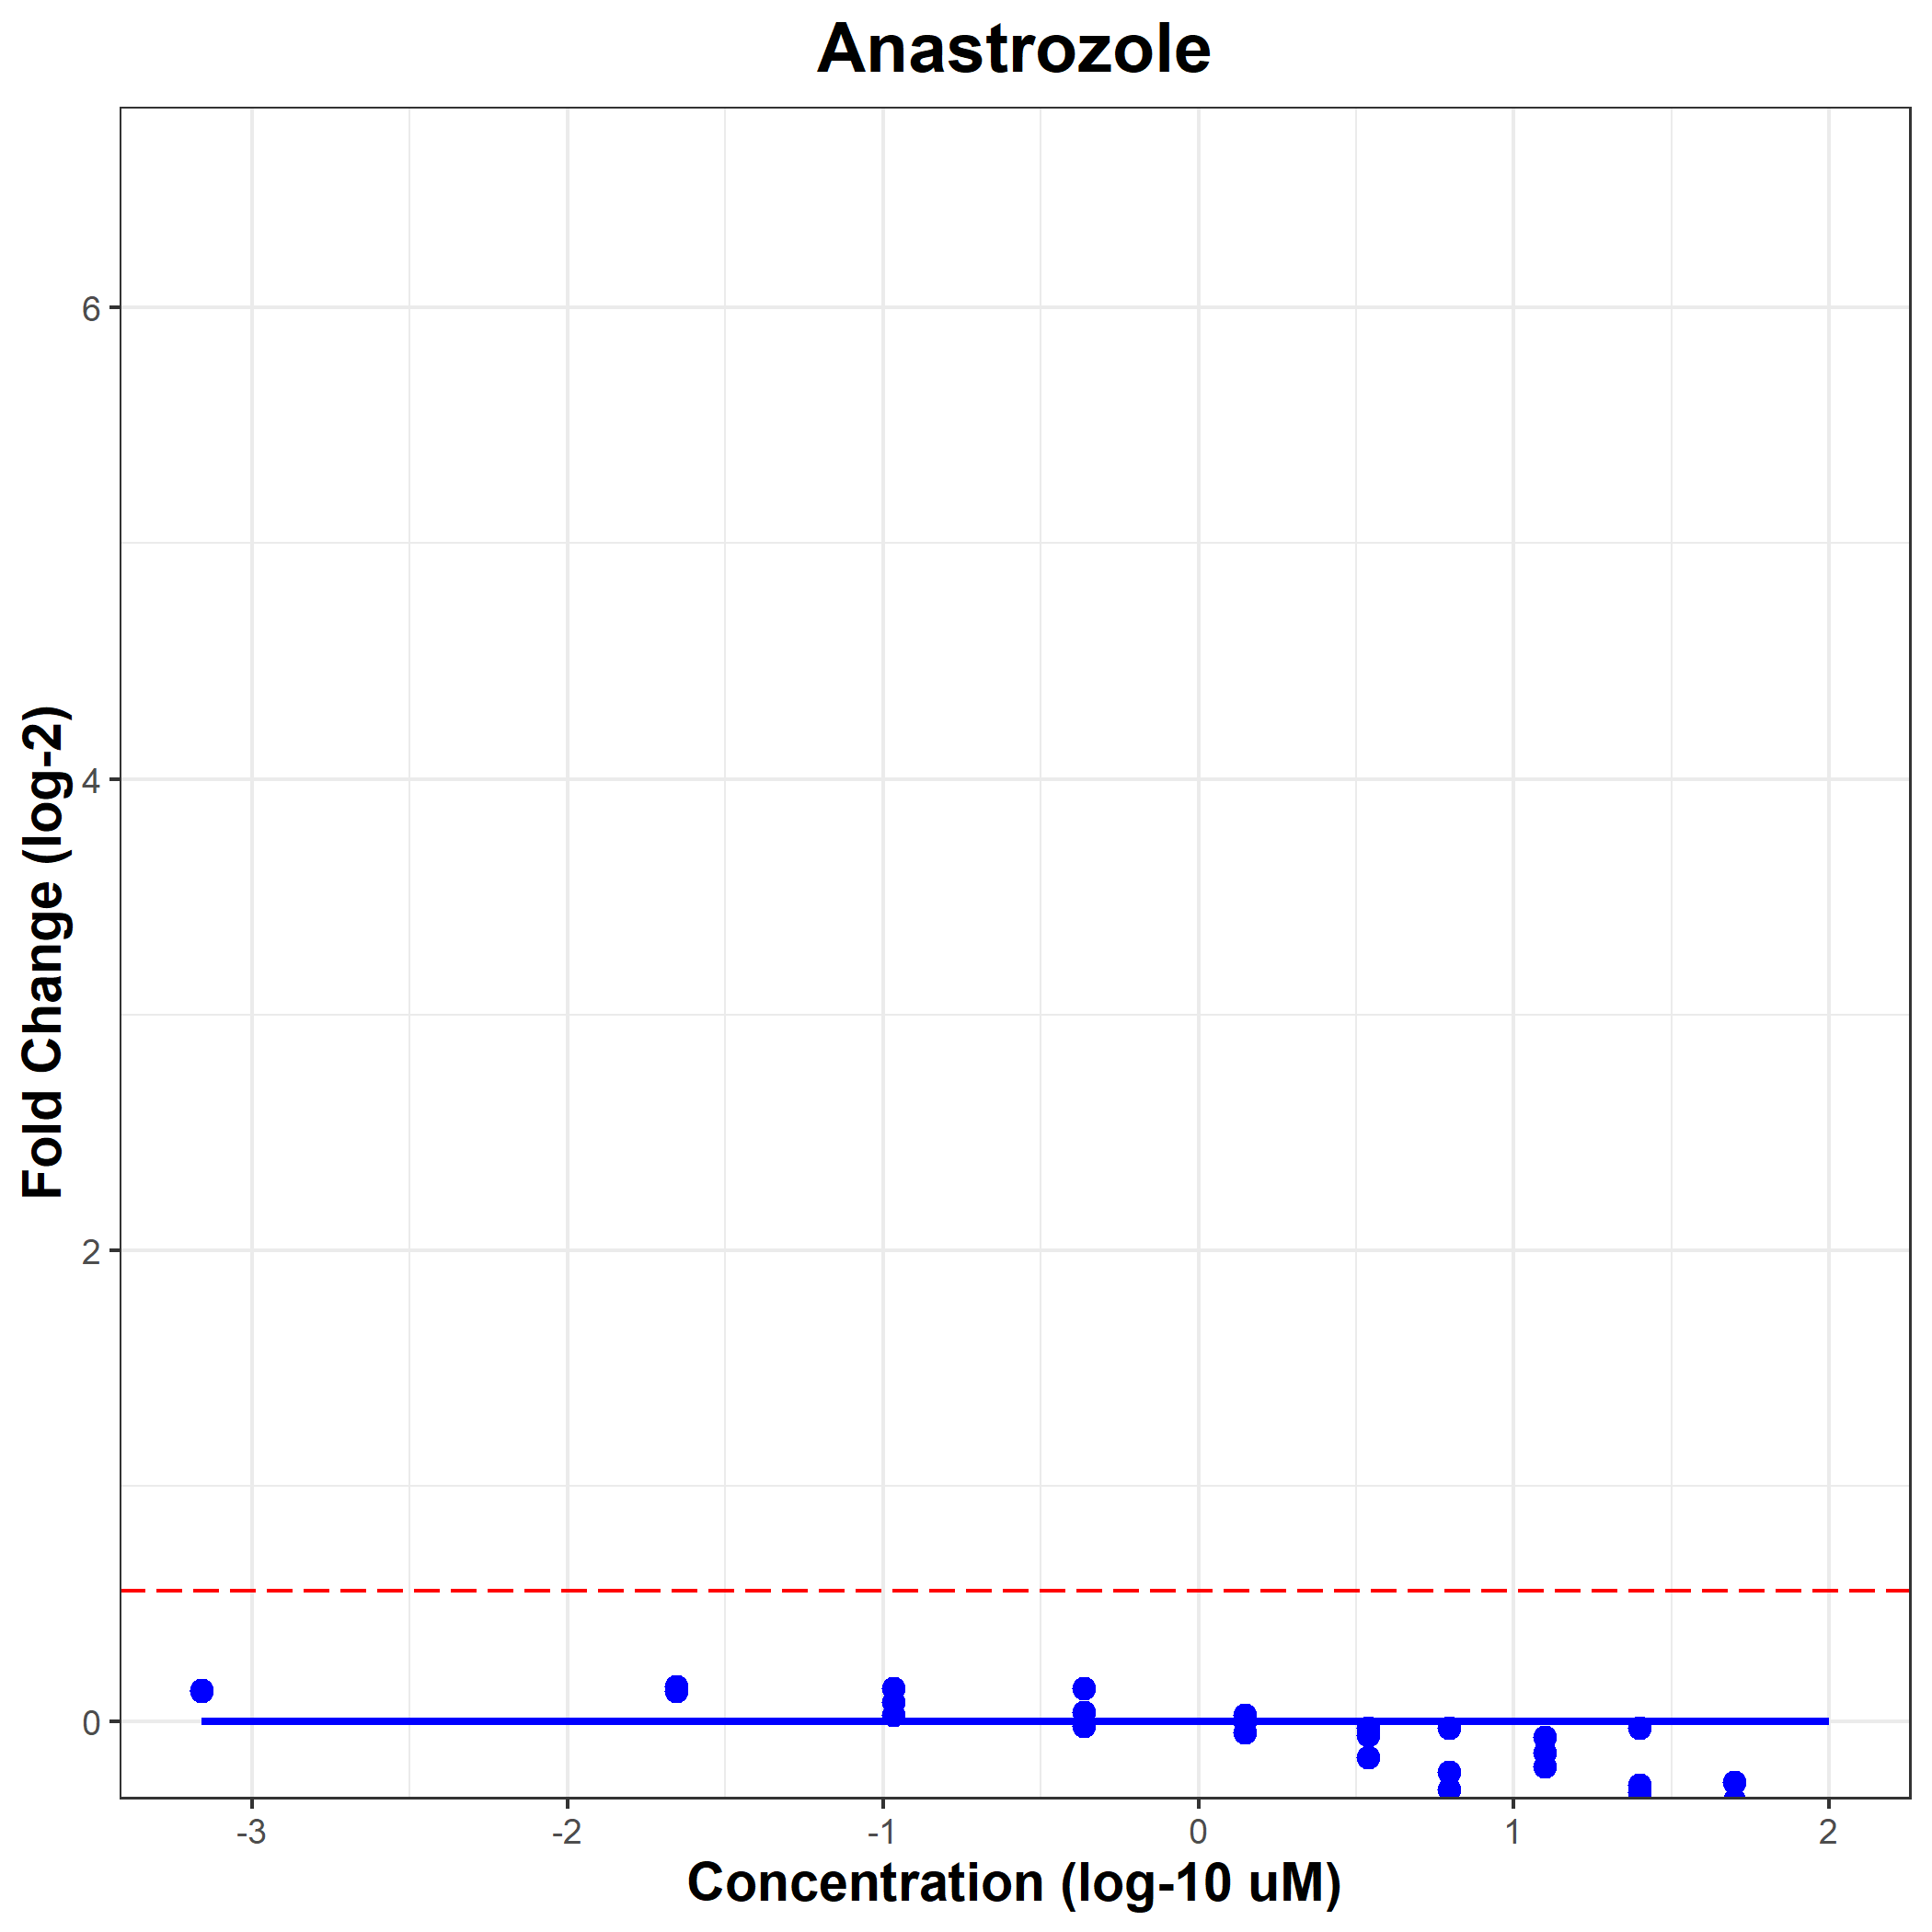 Anastrozole
Fold Change (log-2)
6
4
2
0
-3 -2 -1 0 1 2
Concentration (log-10 uM)